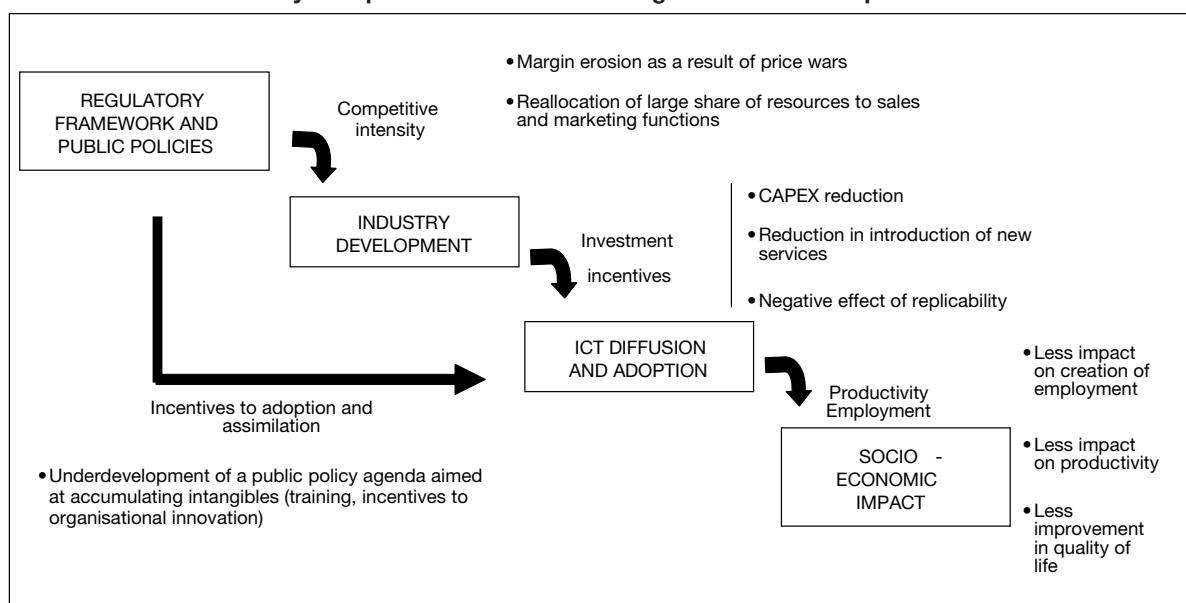 REGULATORY
FRAMEWORK AND
PUBLIC POLICIES
Competitive
intensity
• Margin erosion as a result of price wars
• Reallocation of large share of resources to sales
and marketing functions
INDUSTRY
DEVELOPMENT
Investment
incentives
• CAPEX reduction
• Reduction in introduction of new
services
• Negative effect of replicability
ICT DIFFUSION
AND ADOPTION
Incentives to adoption and
assimilation
• Underdevelopment of a public policy agenda aimed
at accumulating intangibles (training, incentives to
organisational innovation)
Productivity
Employment
SOCIO -
ECONOMIC
IMPACT
• Less impact
on creation of
employment
• Less impact
on productivity
• Less
improvement
in quality of
life